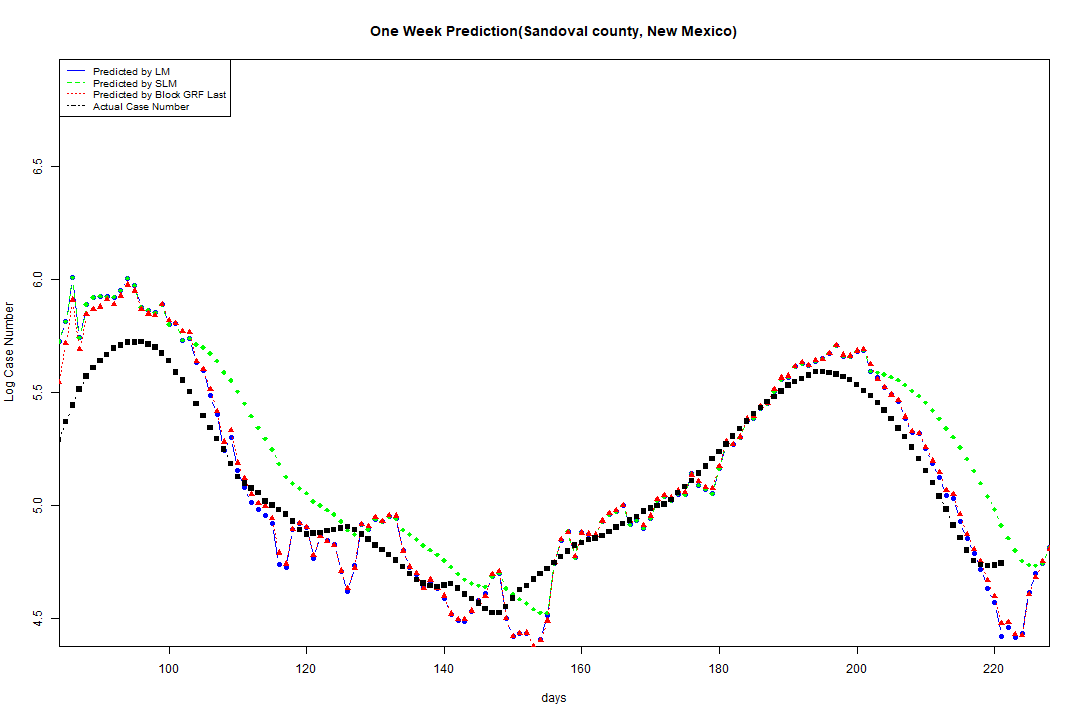 One Week Prediction(Sandoval county, New Mexico)
Predicted by LM
Predicted by SLM
Predicted by Block GRF Last
Actual Case Number
Log Case Number
6.5
6.0
5.5
5.0
4.5
100 120 140 160 180 200 220
days